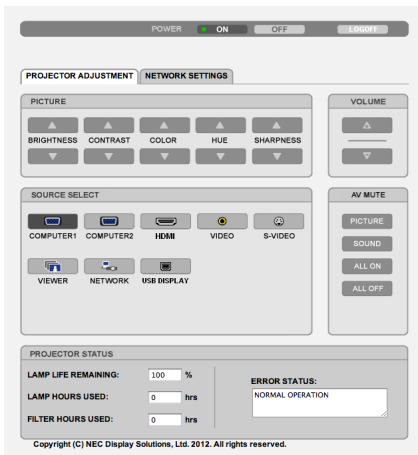 POWER ON OFF LOGOFF
PROJECTOR ADJUSTMENT NETWORK SETTINGS
PICTURE VOLUME
BRIGHTNESS CONTRAST COLOR HUE SHARPNESS
SOURCE SELECT AV MUTE
PICTURE
COMPUTER1 COMPUTER2 HDMI VIDEO S-VIDEO
SOUND
ALL ON
VIEWER NETWORK USB DISPLAY
ALL OFF
PROJECTOR STATUS
LAMP LIFE REMAINING: 100 %
ERROR STATUS:
LAMP HOURS USED: 0 hrs
NORMAL OPERATION
FILTER HOURS USED: 0 hrs
Copyright (C) NEC Display Solutions, Ltd. 2012. All rights reserved.